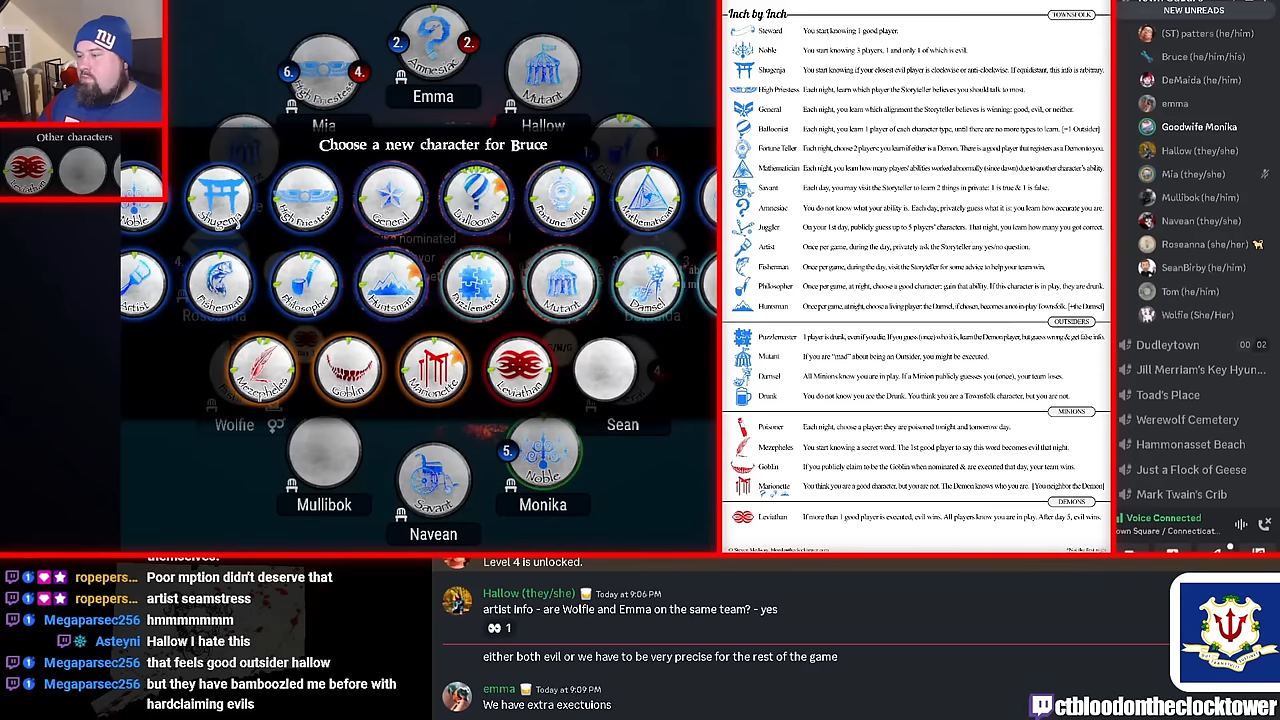 Other characters
Leviathan
High Priestess
6.
4.
Mia
2.
2.
Amnesiac
Emma
Mutant
Hallow
Choose a new character for Bruce
Noble
Shugenja
High Priestess
General
Balloonist
Fortune Teller
Mathematician
Artist
Fisherman
Philosopher
Huntsman
Puzzlemaster
Mutant
Damsel
Mezepheles
Goblin
Marionette
Leviathan
Wolfie
Sean
Mullibok
Savant
Navean
5.
Noble
Monika
Inch by Inch
TOWNSFOLK
Steward You start knowing 1 good player.
Noble You start knowing 3 players, 1 and only 1 of which is evil.
Shugenja You start knowing if your closest evil player is clockwise or anti-clockwise. If equidistant, this info is arbitrary.
High Priestess Each night, learn which player the Storyteller believes you should talk to most.
General Each night, you learn which alignment the Storyteller believes is winning: good, evil, or neither.
Balloonist Each night, you learn 1 player of each character type, until there are no more types to learn. [+1 Outsider]
Fortune Teller Each night, choose 2 players: you learn if either is a Demon. There is a good player that registers as a Demon to you.
Mathematician Each night, you learn how many players' abilities worked abnormally (since dawn) due to another character's ability.
Savant Each day, you may visit the Storyteller to learn 2 things in private: 1 is true & 1 is false.
Amnesiac You do not know what your ability is. Each day, privately guess what it is: you learn how accurate you are.
Juggler On your 1st day, publicly guess up to 5 players' characters. That night, you learn how many you got correct.
Artist Once per game, during the day, privately ask the Storyteller any yes/no question.
Fisherman Once per game, during the day, visit the Storyteller for some advice to help your team win.
Philosopher Once per game, at night, choose a good character: gain that ability. If this character is in play, they are drunk.
Huntsman Once per game, at night, choose a living player: the Damsel, if chosen, becomes a not-in-play Townsfolk. [+the Damsel]
OUTSIDERS
Puzzlemaster 1 player is drunk, even if you die. If you guess (once) who it is, learn the Demon player, but guess wrong & get false info.
Mutant If you are "mad" about being an Outsider, you might be executed.
Damsel All Minions know you are in play. If a Minion publicly guesses you (once), your team loses.
Drunk You do not know you are the Drunk. You think you are a Townsfolk character, but you are not.
MINIONS
Poisoner Each night, choose a player: they are poisoned tonight and tomorrow day.
Mezepheles You start knowing a secret word. The 1st good player to say this word becomes evil that night.
Goblin If you publicly claim to be the Goblin when nominated & are executed that day, your team wins.
Marionette You think you are a good character, but you are not. The Demon knows who you are. [You neighbor the Demon]
DEMONS
Leviathan If more than 1 good player is executed, evil wins. All players know you are in play. After day 5, evil wins.
NEW UNREADS
(ST) patters (he/him)
Bruce (he/him/his)
DeMaida (he/him)
emma
Goodwife Monika
Hallow (they/she)
Mia (they/she)
Mullibok (he/him)
Navean (they/she)
Roseanna (she/her)
SeanBirby (he/him)
Tom (he/him)
Wolfie (She/Her)
Dudleytown 00 02
Jill Merriam's Key Hyun...
Toad's Place
Werewolf Cemetery
Hammonasset Beach
Just a Flock of Geese
Mark Twain's Crib
Voice Connected
own Square / Connecticat...
themselves!
ropepers... Poor mption didn't deserve that
ropepers... artist seamstress
Megaparsec256 hmmmmmmm
Asteyni Hallow I hate this
Megaparsec256 that feels good outsider hallow
Megaparsec256 but they have bamboozled me before with
hardclaiming evils
Level 4 is unlocked.
Hallow (they/she) Today at 9:06 PM
artist info - are Wolfie and Emma on the same team? - yes
1
either both evil or we have to be very precise for the rest of the game
emma Today at 9:09 PM
We have extra exectuions
ctbloodontheclocktower